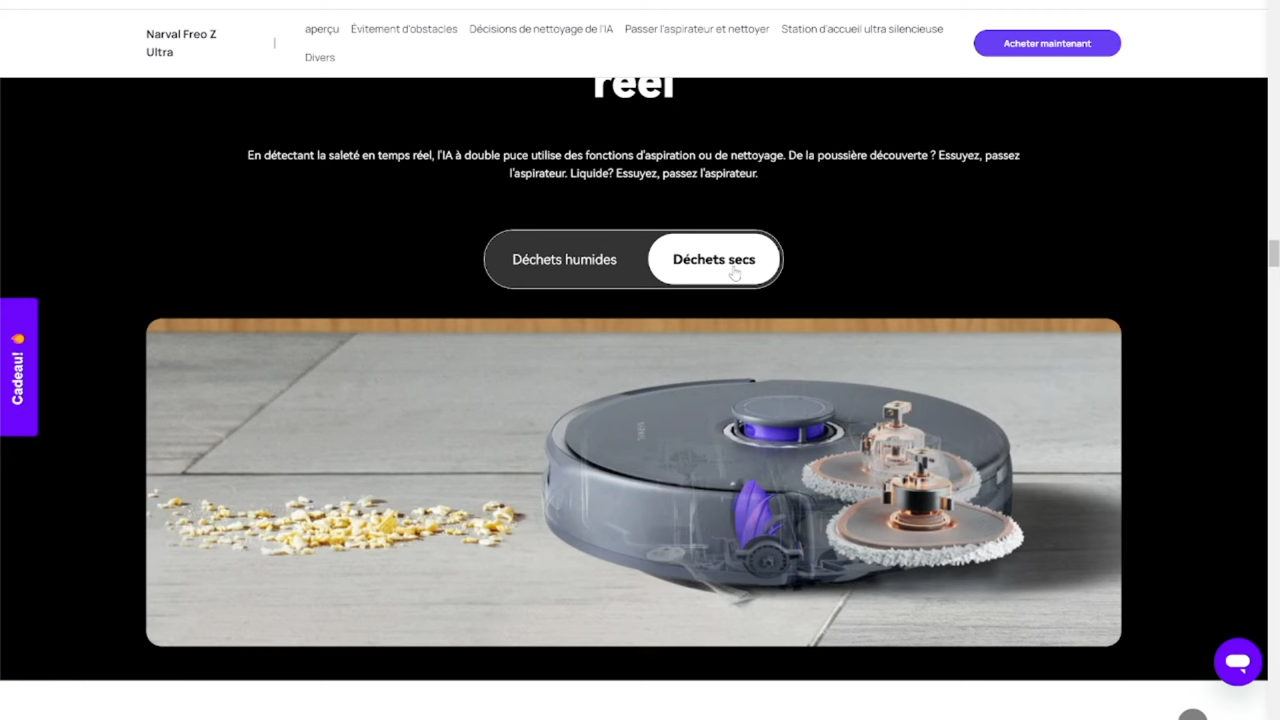 Narval Freo Z
Ultra
aperçu Évitement d'obstacles Décisions de nettoyage de l'IA Passer l'aspirateur et nettoyer Station d'accueil ultra silencieuse
Divers
Acheter maintenant
réel
En détectant la saleté en temps réel, l'IA à double puce utilise des fonctions d'aspiration ou de nettoyage. De la poussière découverte ? Essuyez, passez
l'aspirateur. Liquide? Essuyez, passez l'aspirateur.
Déchets humides Déchets secs
Cadeau!